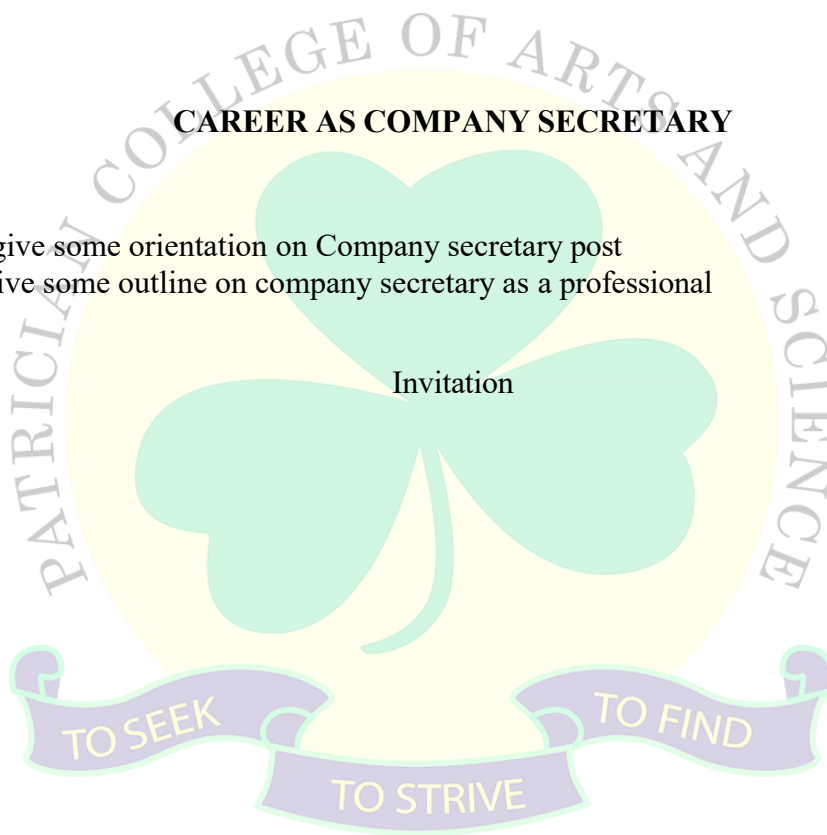 PATRICIAN COLLEGE OF ARTS AND SCIENCE
CAREER AS COMPANY SECRETARY
give some orientation on Company secretary post
ive some outline on company secretary as a professional
Invitation
TO SEEK
TO STRIVE
TO FIND